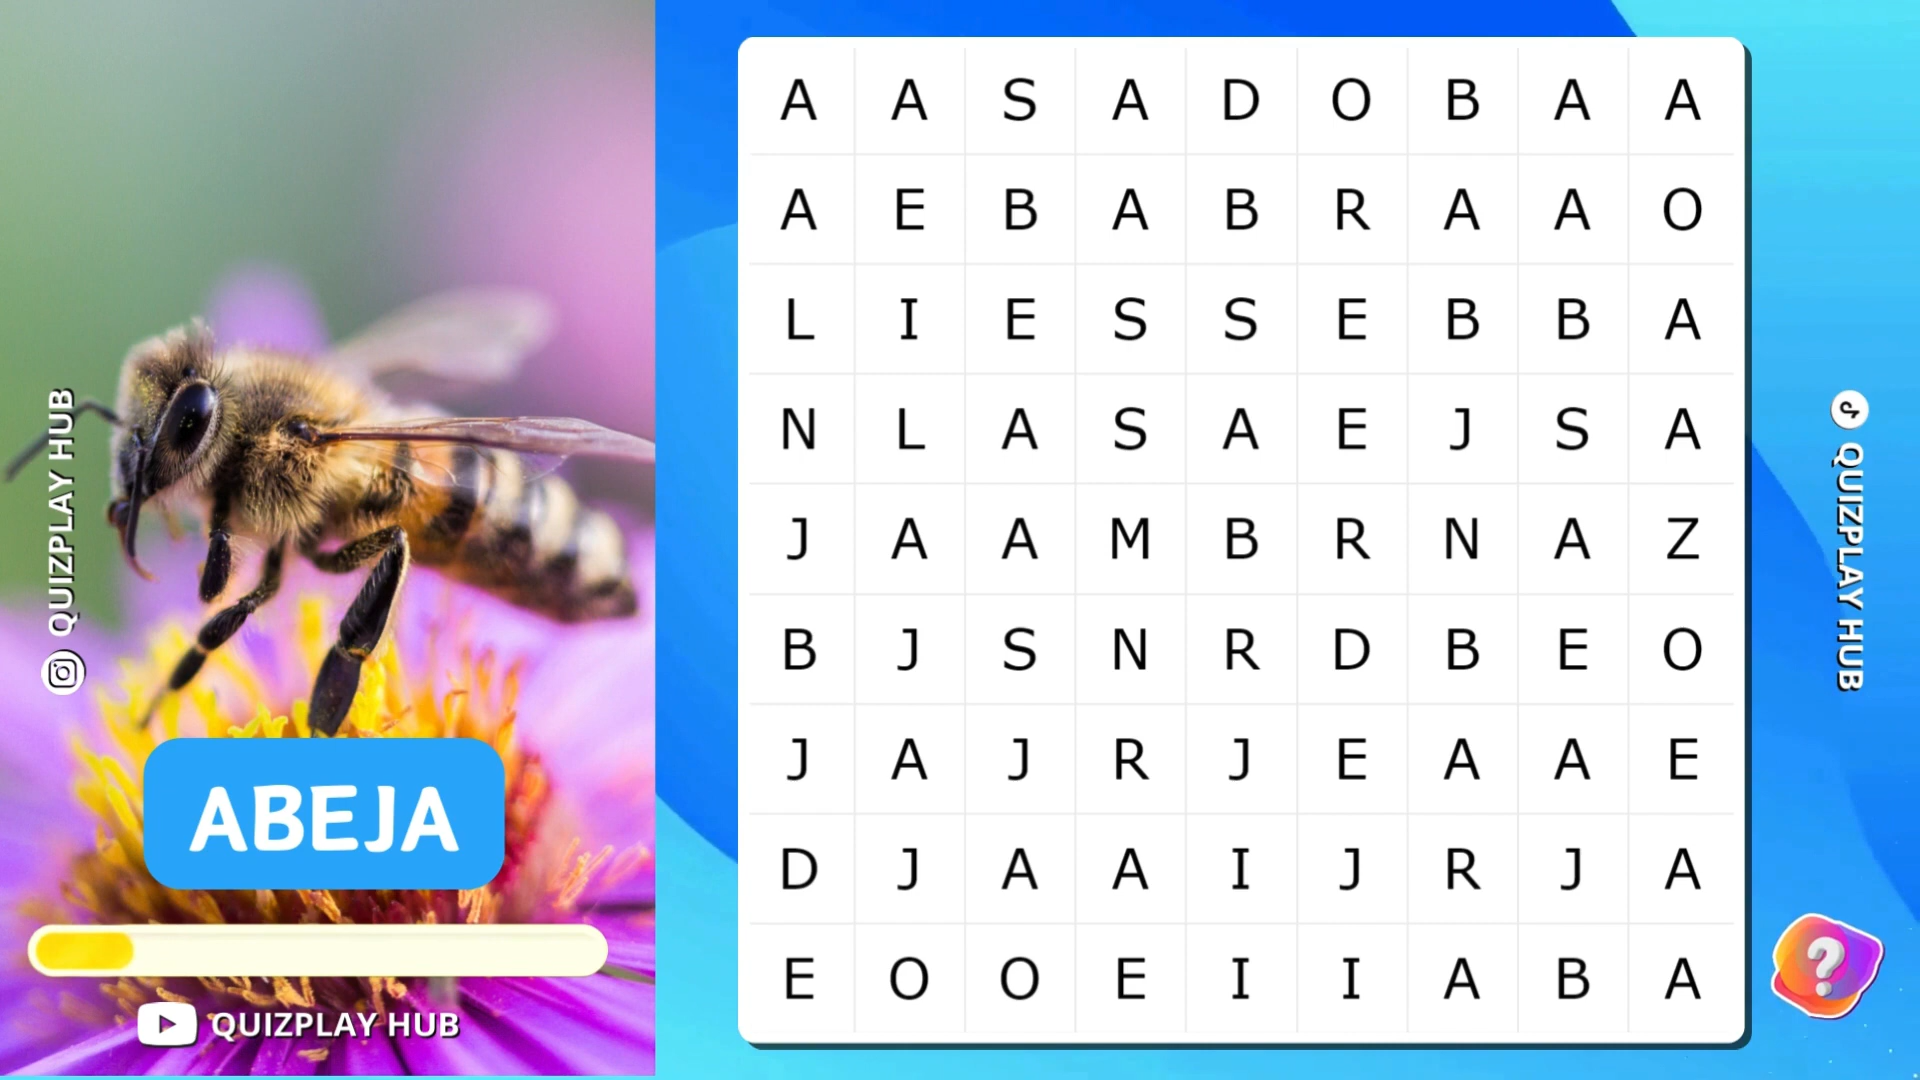 QUIZPLAY HUB
ABEJA
QUIZPLAY HUB
A A S A D O B A A
A E B A B R A A O
L I E S S E B B A
N L A S A E J S A
J A A M B R N A Z
B J S N R D B E O
J A J R J E A A E
D J A A I J R J A
E O O E I I A B A
QUIZPLAY HUB
?